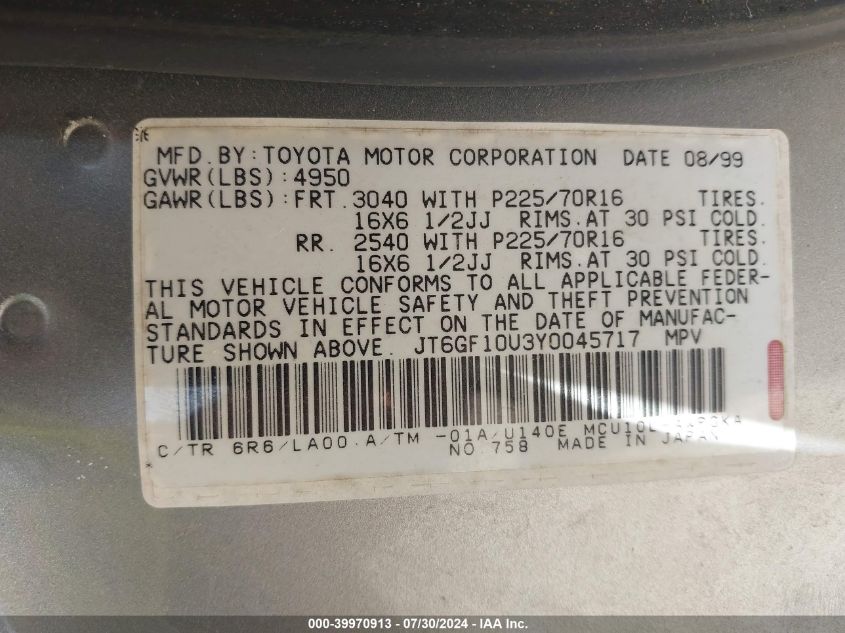 MFD.BY:TOYOTA MOTOR CORPORATION DATE 08/99
GVWR(LBS):4950
GAWR(LBS):FRT.3040 WITH P225/70R16 TIRES.
16X6 1/2JJ RIMS.AT 30 PSI COLD.
RR. 2540 WITH P225/70R16 TIRES.
16X6 1/2JJ RIMS.AT 30 PSI COLD.
THIS VEHICLE CONFORMS TO ALL APPLICABLE FEDER-
AL MOTOR VEHICLE SAFETY AND THEFT PREVENTION
STANDARDS IN EFFECT ON THE DATE OF MANUFAC-
TURE SHOWN ABOVE. JT6GF10U3Y0045717 MPV
C/TR 6R6/LA00.A/TM -01A/U140E
NO.758 MADE IN JAPAN
000-39970913 - 07/30/2024 - IAA Inc.